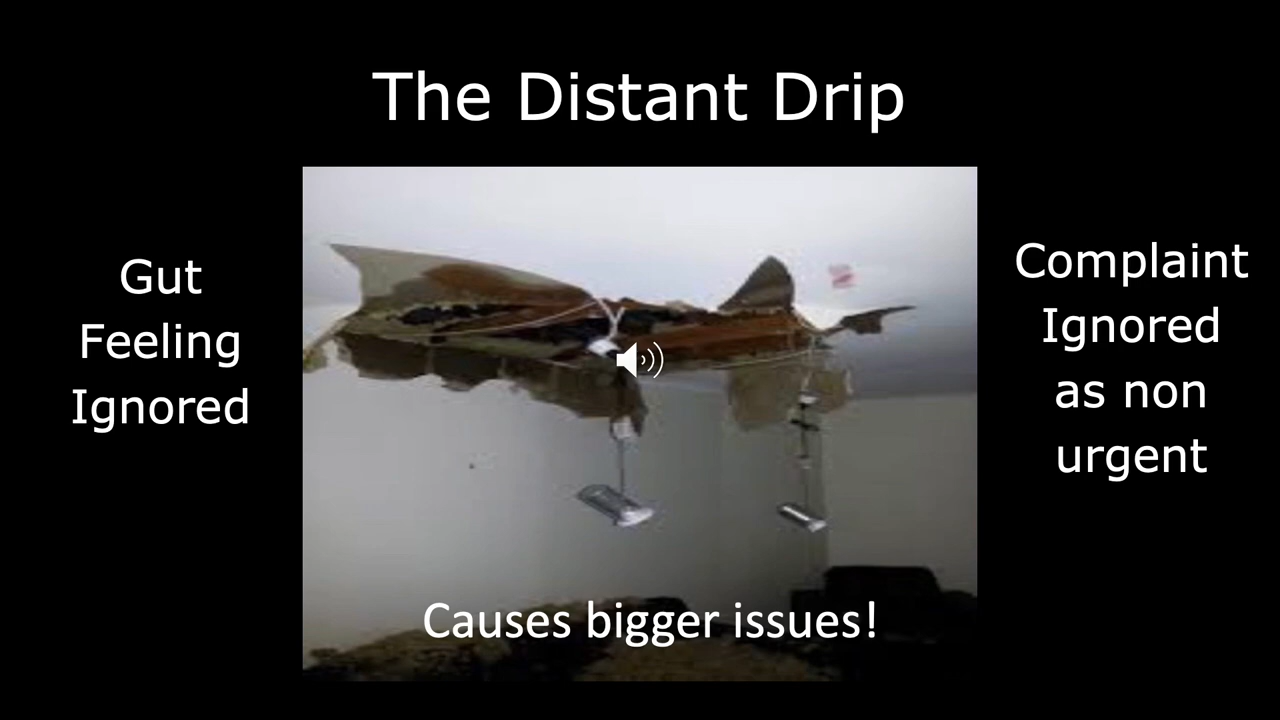 The Distant Drip
Gut
Feeling
Ignored
Complaint
Ignored
as non
urgent
Causes bigger issues!